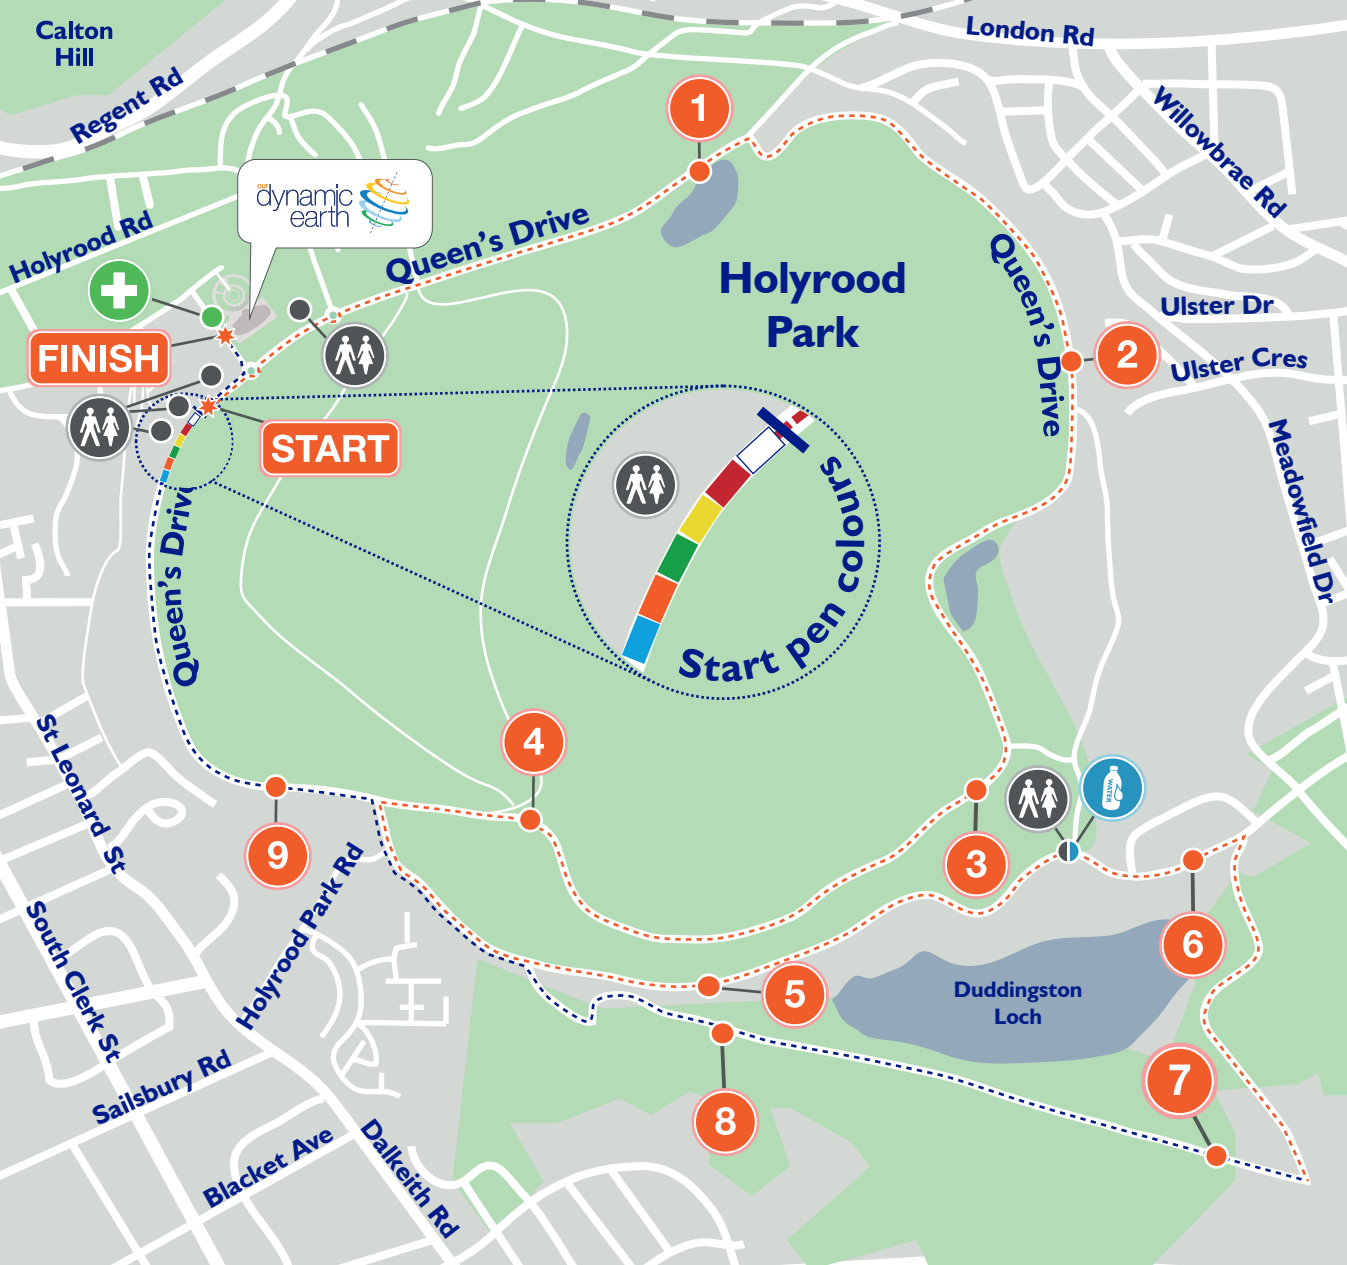 Calton
Hill
Regent Rd
London Rd
Willowbrae Rd
1
our
dynamic
earth
Holyrood Rd
Queen's Drive
Queen's Drive
Holyrood
Park
Ulster Dr
Ulster Cres
2
FINISH
START
Meadowfield Dr
Start pen colours
Queen's Drive
St Leonard St
4
3
WATER
9
Holyrood Park Rd
South Clerk St
5
6
Duddingston
Loch
7
8
Sailsbury Rd
Blacket Ave
Dalkeith Rd